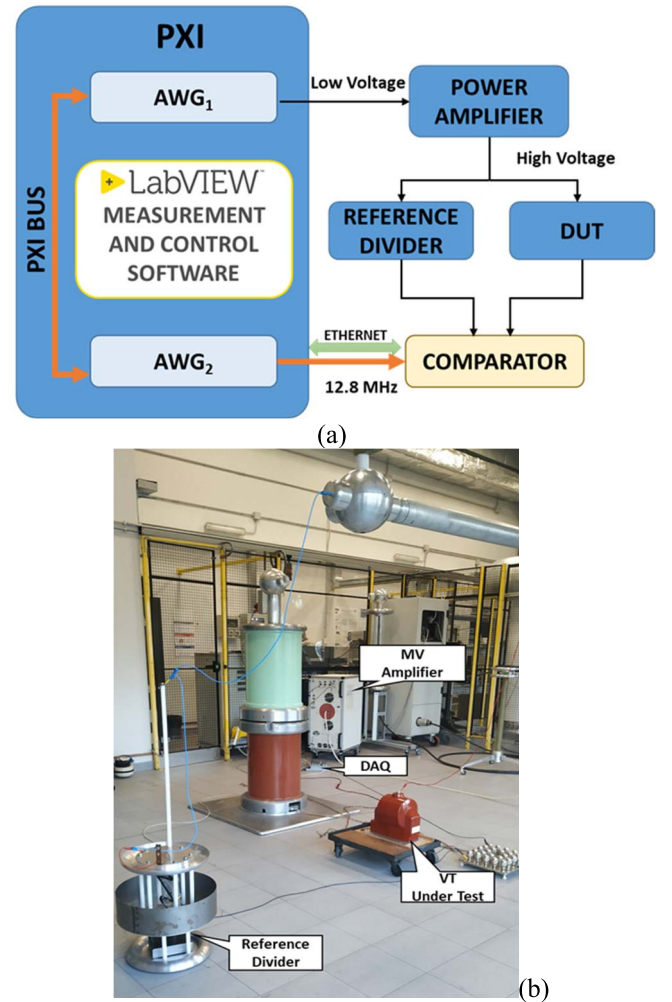 PXI
AWG1
Low Voltage
POWER
AMPLIFIER
High Voltage
PXI BUS
LabVIEW™
MEASUREMENT
AND CONTROL
SOFTWARE
REFERENCE
DIVIDER
DUT
AWG2
ETHERNET
12.8 MHz
COMPARATOR
(a)
MV
Amplifier
DAQ
VT
Under Test
Reference
Divider
(b)